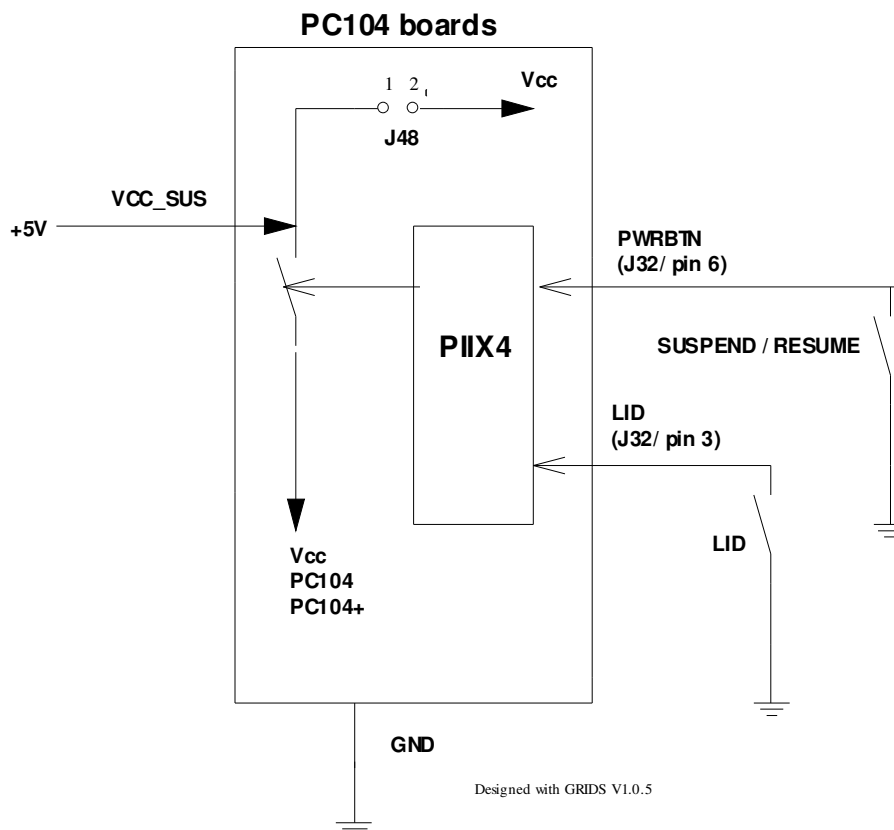 PC104 boards
1 2
Vcc
J48
VCC_SUS
+5V
PWRBTN
(J32/ pin 6)
PIIX4
SUSPEND / RESUME
LID
(J32/ pin 3)
LID
Vcc
PC104
PC104+
GND
Designed with GRIDS V1.0.5